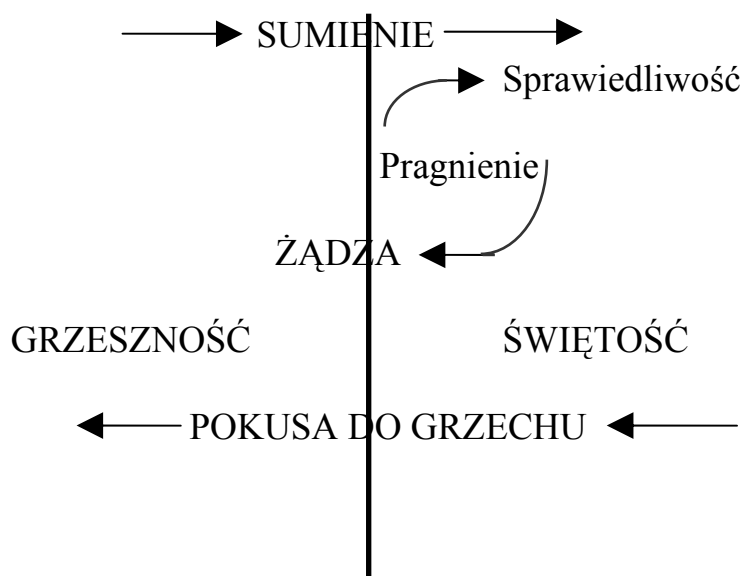 SUMIENIE
Sprawiedliwość
Pragnienie
ŻĄDZA
GRZESZNOŚĆ ŚWIĘTOŚĆ
POKUSA DO GRZECHU